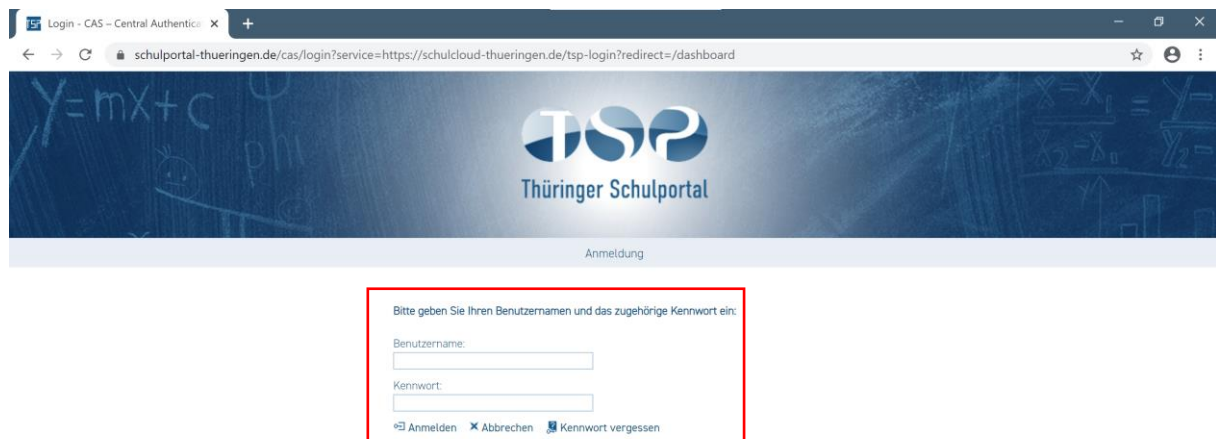 Login - CAS – Central Authentica
schulportal-thueringen.de/cas/login?service=https://schulcloud-thueringen.de/tsp-login?redirect=/dashboard
y=mx+c
phi
TSP
Thüringer Schulportal
Anmeldung
Bitte geben Sie Ihren Benutzernamen und das zugehörige Kennwort ein:
Benutzername:
Kennwort:
Anmelden Abbrechen Kennwort vergessen